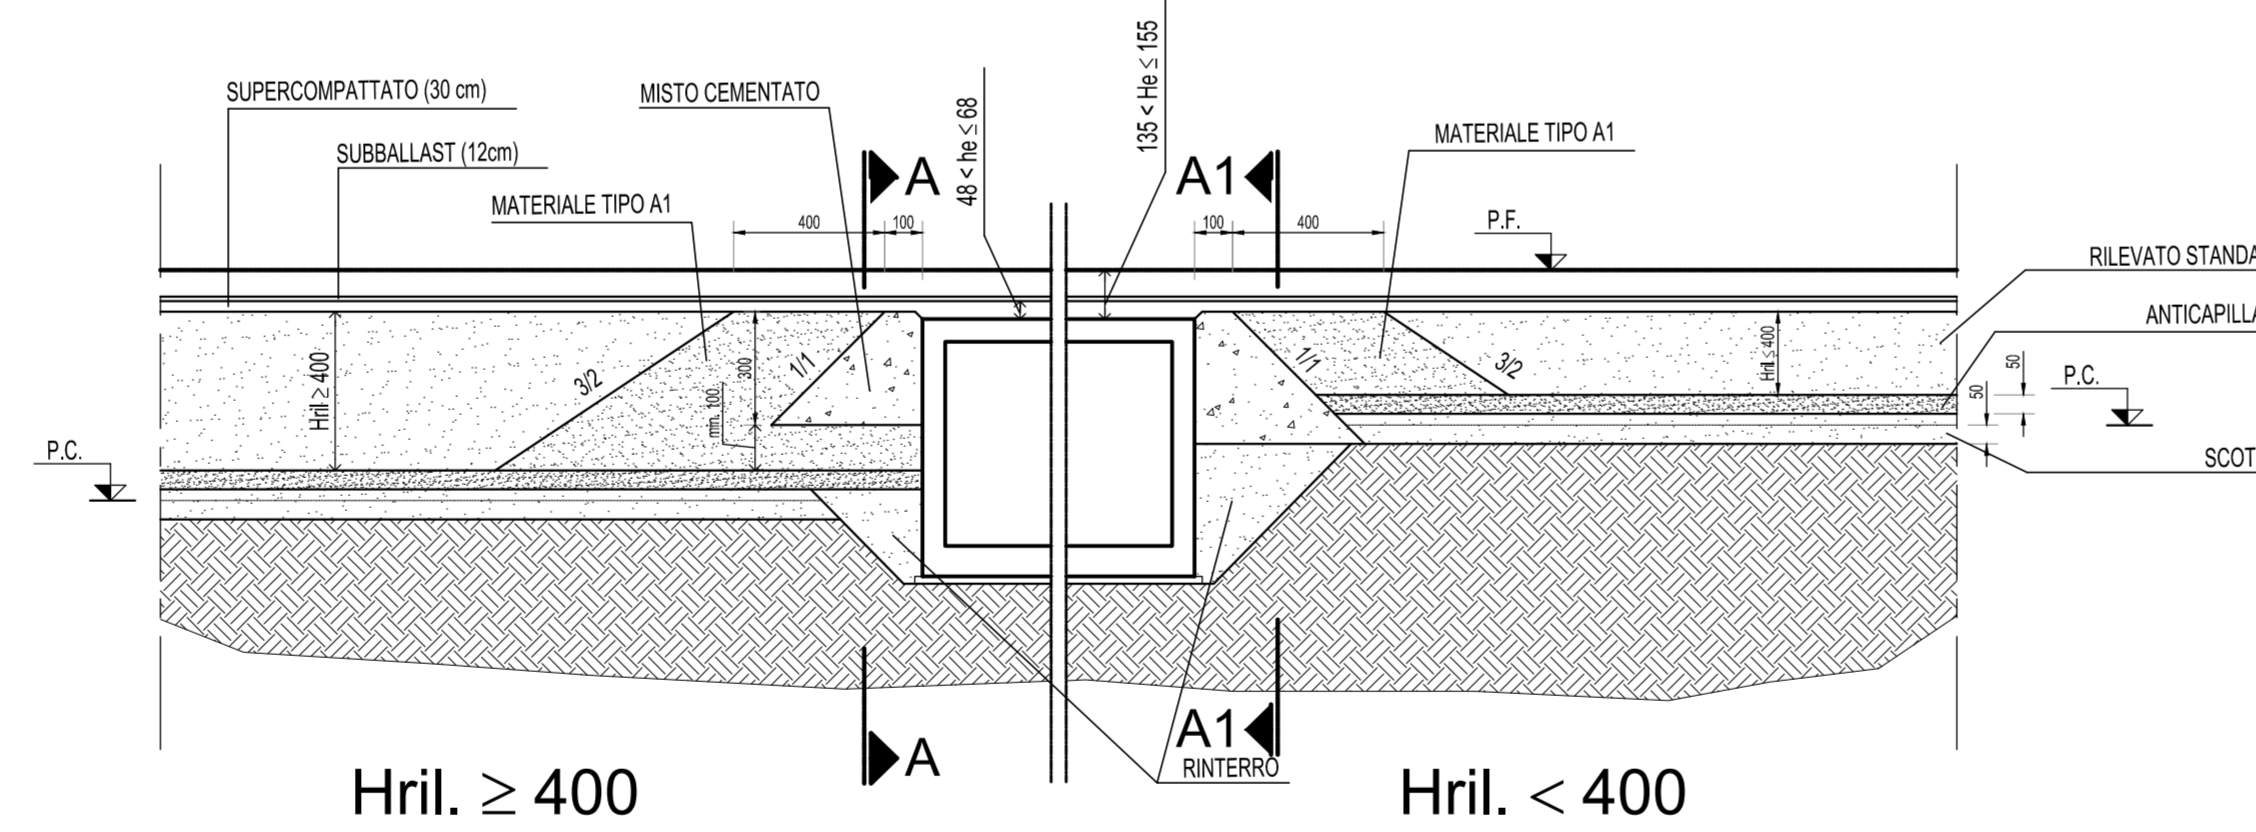 135 < He ≤ 155
SUPERCOMPATTATO (30 cm)
MISTO CEMENTATO
48 < he ≤ 68
MATERIALE TIPO A1
SUBBALLAST (12cm)
A
A1
MATERIALE TIPO A1
400
100
100
400
P.F.
RILEVATO STANDA
ANTICAPILLA
Hril ≥ 400
3/2
min. 100
300
1/1
1/1
3/2
Hril ≤ 400
50
50
P.C.
P.C.
SCOT
A
A1
RINTERRO
Hril. ≥ 400
Hril. < 400